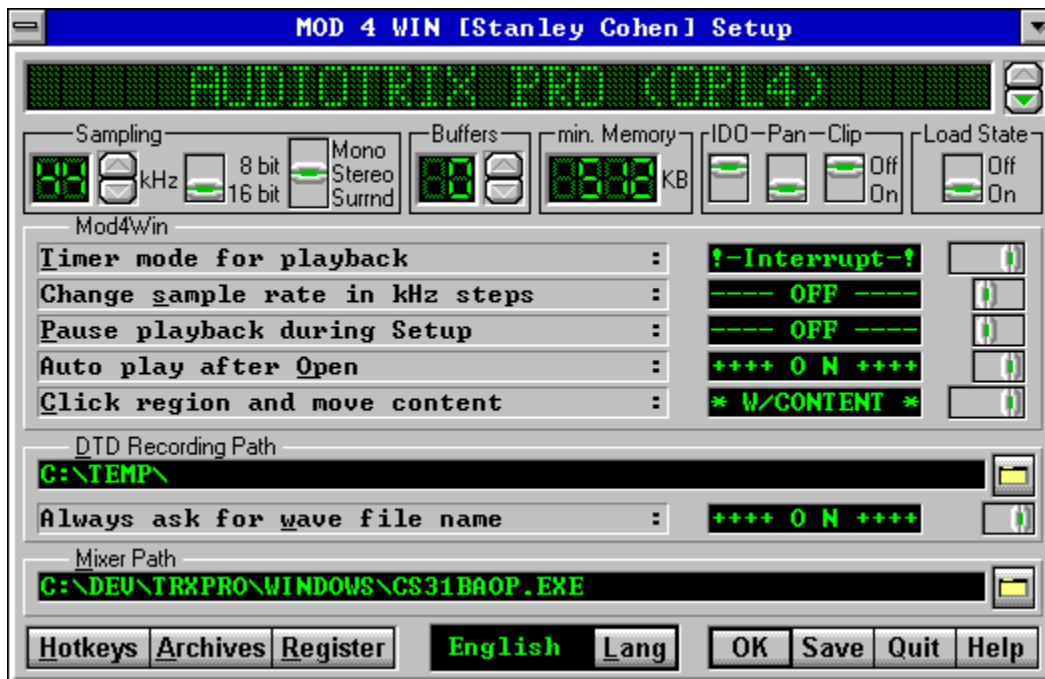 MOD 4 WIN [Stanley Cohen] Setup
AUDIOTRIX PRO (OPL4)
Sampling
Buffers
min. Memory
IDO Pan Clip
Load State
44 kHz
8 bit
16 bit
Mono
Stereo
Surrnd
8
512 KB
Off
On
Off
On
Mod4Win
Timer mode for playback : !-Interrupt-!
Change sample rate in kHz steps : ---- OFF ----
Pause playback during Setup : ---- OFF ----
Auto play after Open : ++++ O N ++++
Click region and move content : * W/CONTENT *
DTD Recording Path
C:\TEMP\
Always ask for wave file name : ++++ O N ++++
Mixer Path
C:\DEV\TRXPRO\WINDOWS\CS31BAOP.EXE
Hotkeys Archives Register English Lang OK Save Quit Help